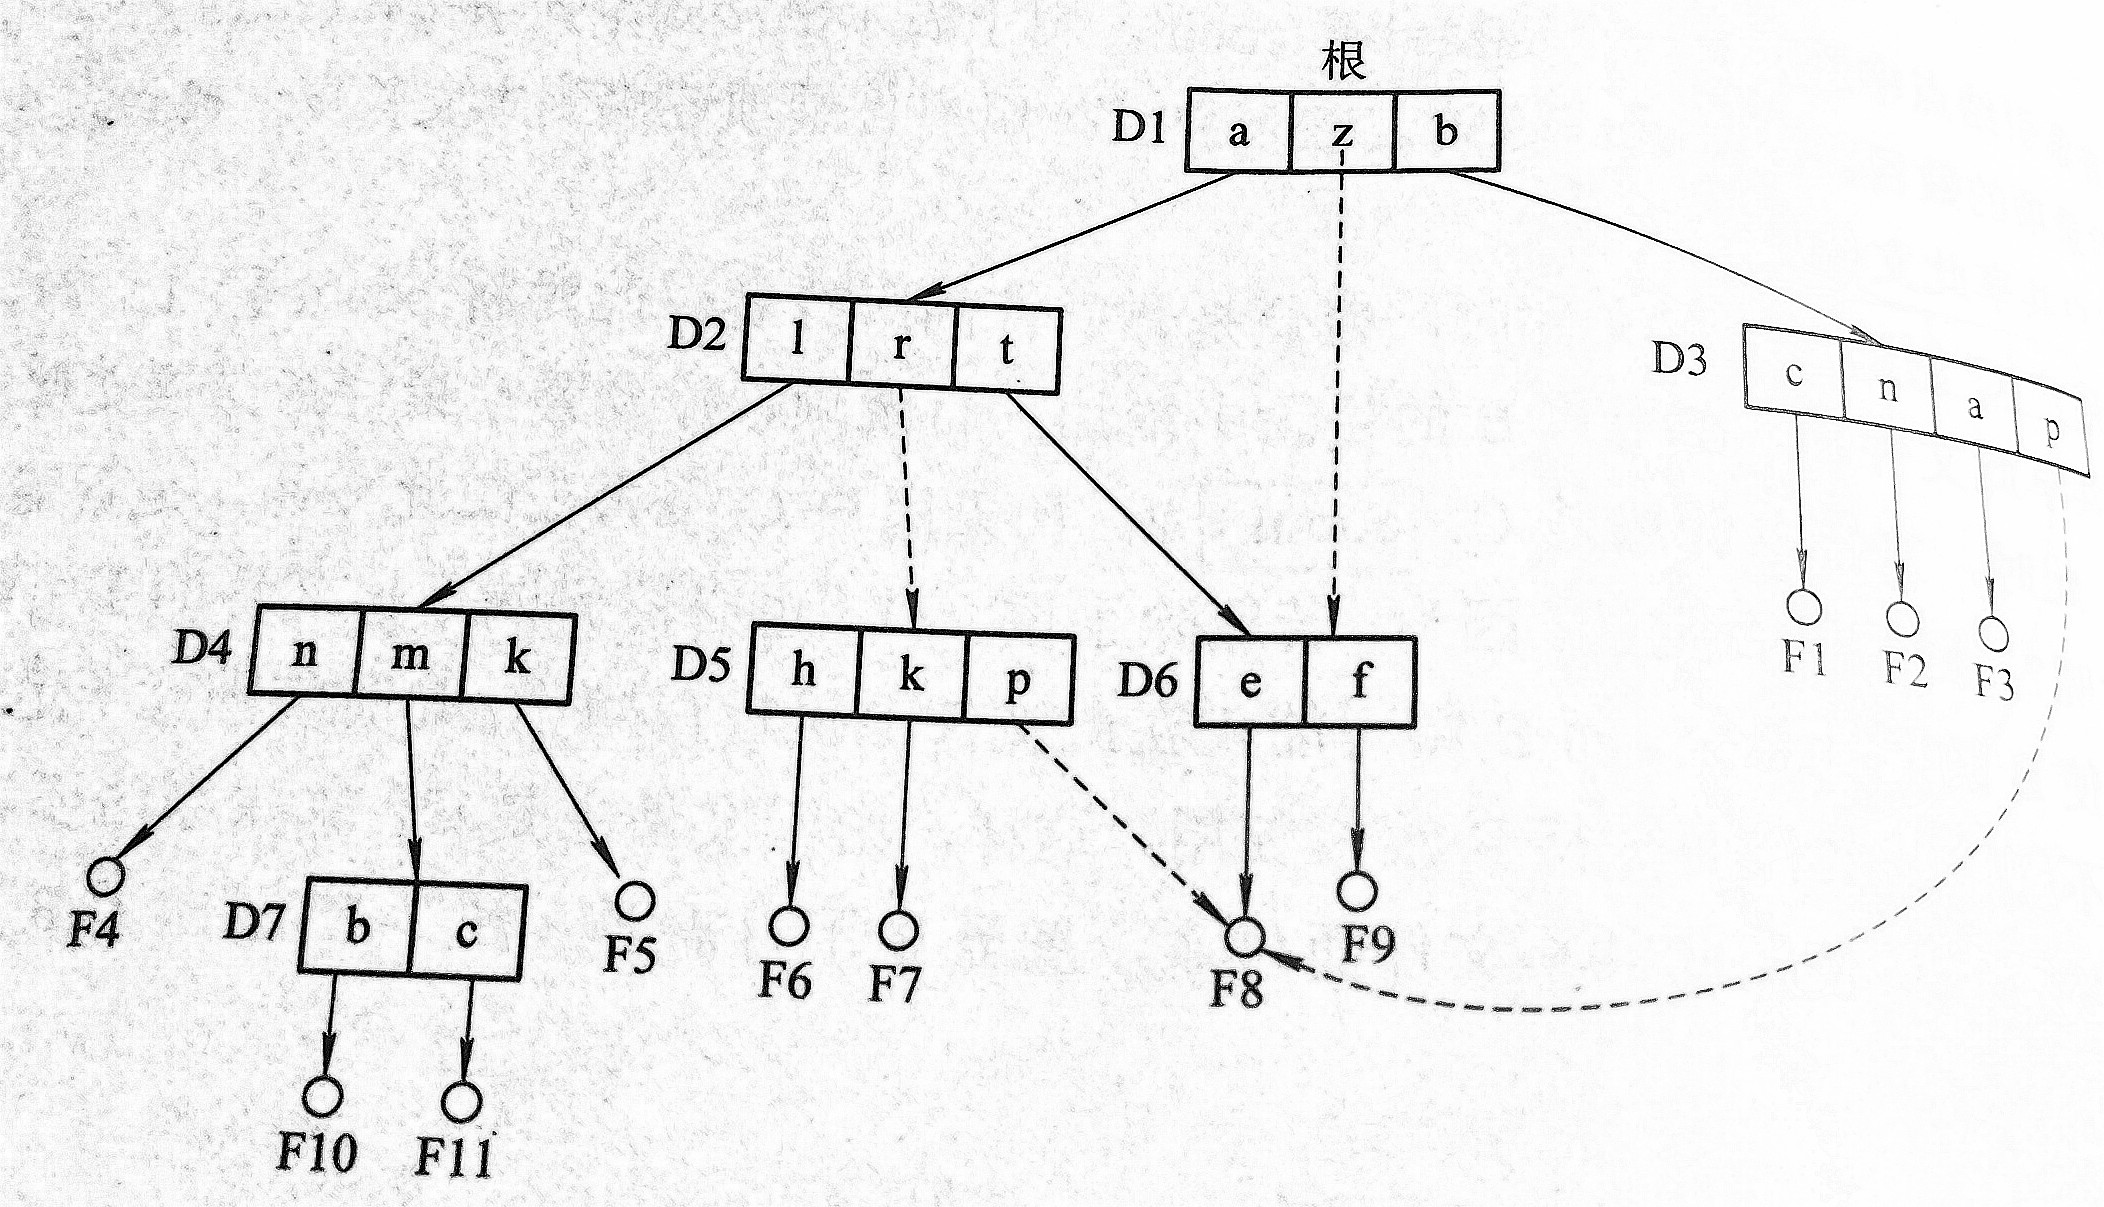 根
D1 a z b
D2 l r t
D3 c n a p
D4 n m k
D5 h k p
D6 e f
F1 F2 F3
F4
D7 b c
F5
F6 F7 F8 F9
F10 F11